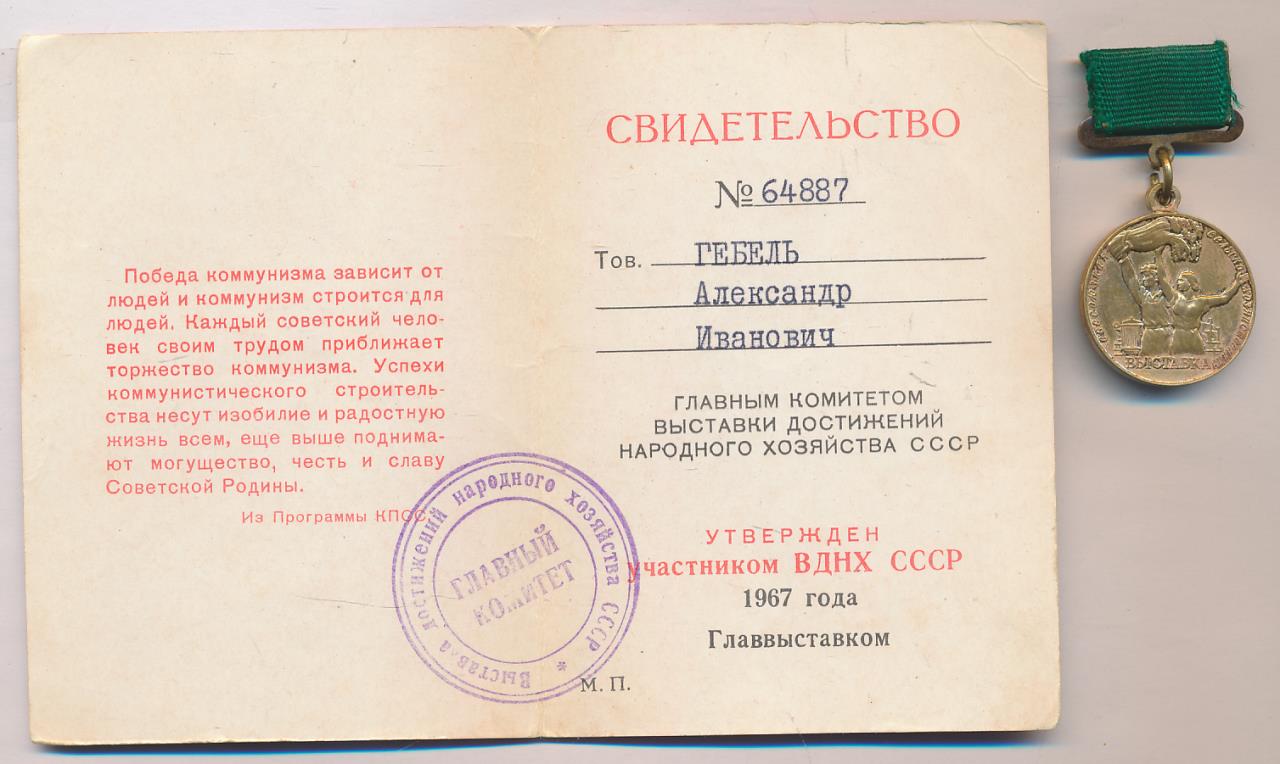 Победа коммунизма зависит от
людей и коммунизм строится для
людей. Каждый советский чело-
век своим трудом приближает
торжество коммунизма. Успехи
коммунистического строитель-
ства несут изобилие и радостную
жизнь всем, еще выше поднима-
ют могущество, честь и славу
Советской Родины.
Из Программы КПСС.
Выставка достижений народного хозяйства СССР *
ГЛАВНЫЙ
КОМИТЕТ
СВИДЕТЕЛЬСТВО
№ 64887
Тов. ГЕБЕЛЬ
Александр
Иванович
ГЛАВНЫМ КОМИТЕТОМ
ВЫСТАВКИ ДОСТИЖЕНИЙ
НАРОДНОГО ХОЗЯЙСТВА СССР
УТВЕРЖДЕН
участником ВДНХ СССР
1967 года
Главвыставком
М. П.
ВЫСТАВКА